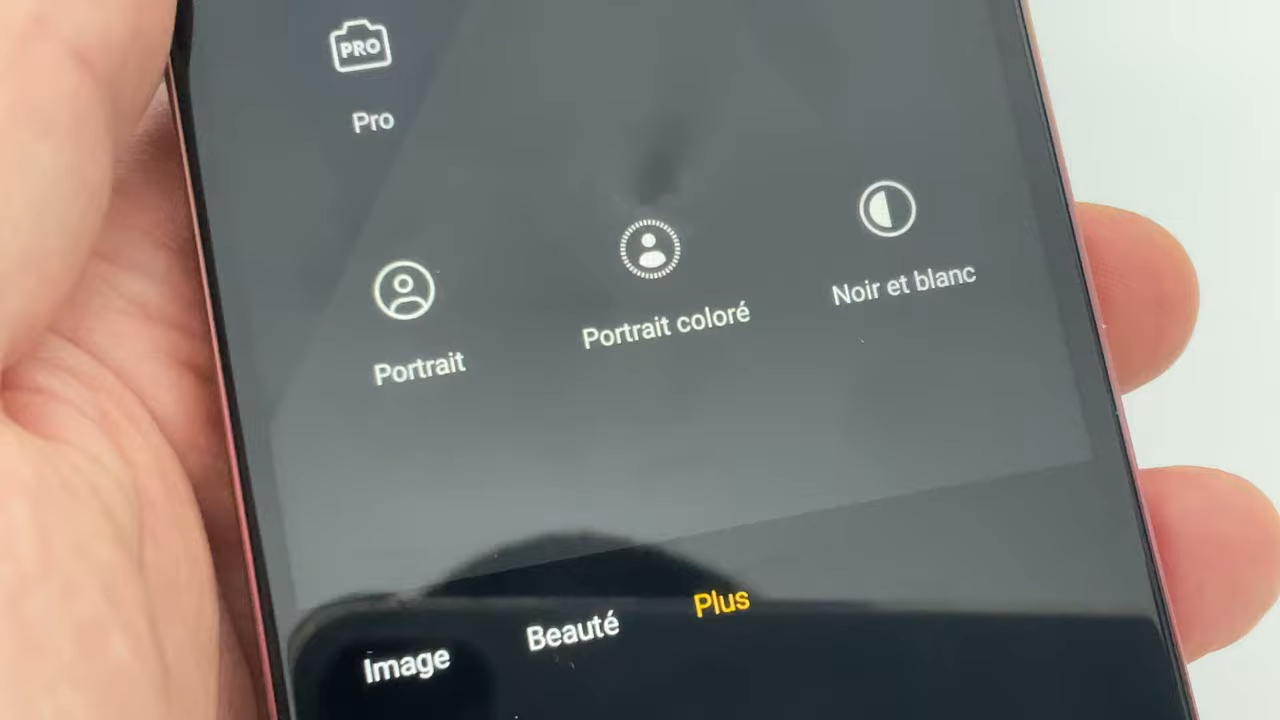 PRO
Pro
Portrait
Portrait coloré
Noir et blanc
Image
Beauté
Plus